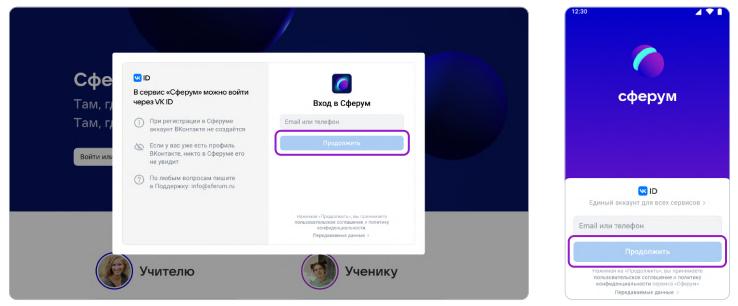 Сфе
Там, г
Там, г
Войти или
VK ID
В сервис «Сферум» можно войти
через VK ID
При регистрации в Сферуме
аккаунт ВКонтакте не создаётся
Если у вас уже есть профиль
ВКонтакте, никто в Сферуме его
не увидит
По любым вопросам пишите
в Поддержку: info@sferum.ru
Вход в Сферум
Email или телефон
Продолжить
Нажимая «Продолжить», вы принимаете
пользовательское соглашение и политику
конфиденциальности
Передаваемые данные ›
Учителю
Ученику
12:30
сферум
VK ID
Единый аккаунт для всех сервисов ›
Email или телефон
Продолжить
Нажимая на «Продолжить», вы принимаете
пользовательское соглашение и политику
конфиденциальности сервиса «Сферум»
Передаваемые данные ›